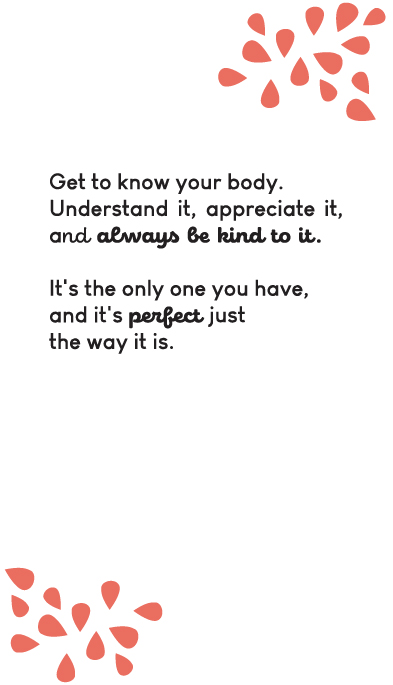 Get to know your body.
Understand it, appreciate it,
and always be kind to it.
It's the only one you have,
and it's perfect just
the way it is.